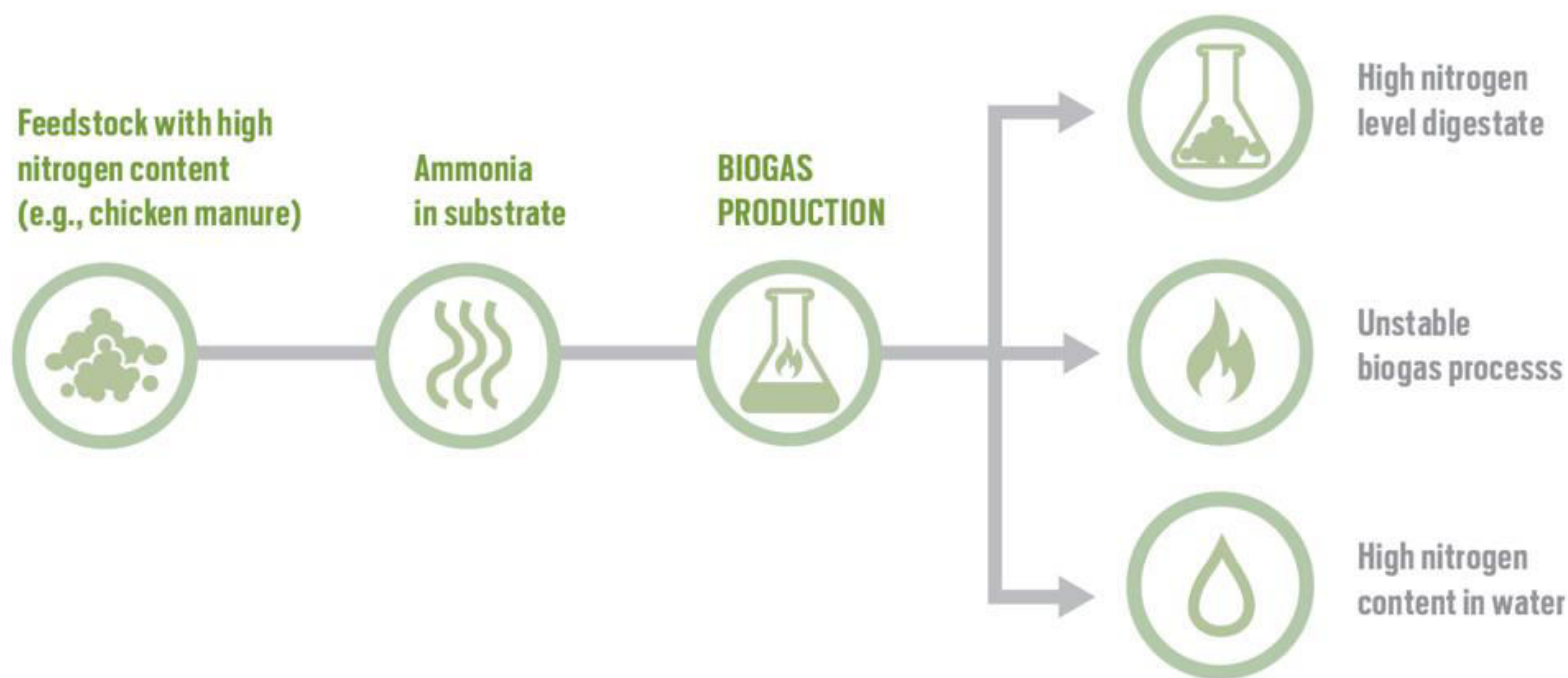 Feedstock with high
nitrogen content
(e.g., chicken manure)
Ammonia
in substrate
BIOGAS
PRODUCTION
High nitrogen
level digestate
Unstable
biogas processs
High nitrogen
content in water